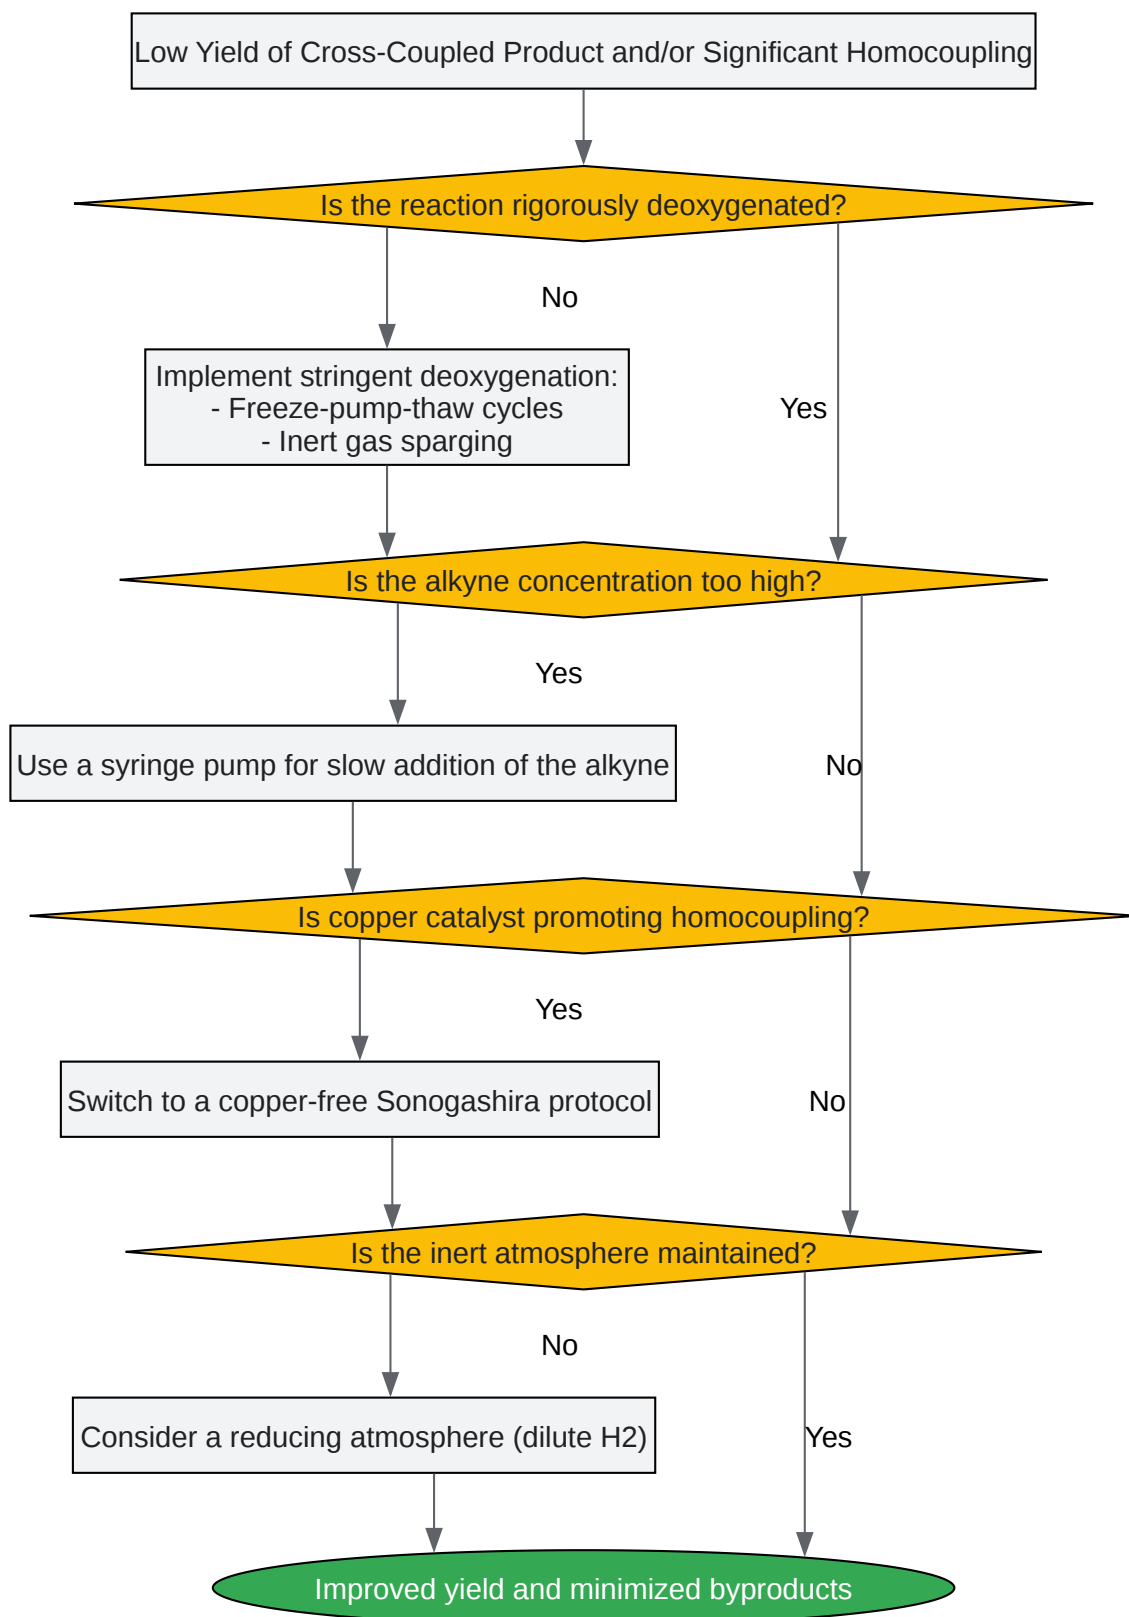 Low Yield of Cross-Coupled Product and/or Significant Homocoupling
Is the reaction rigorously deoxygenated?
No
Implement stringent deoxygenation:
- Freeze-pump-thaw cycles
- Inert gas sparging
Yes
Is the alkyne concentration too high?
Yes
Use a syringe pump for slow addition of the alkyne
No
Is copper catalyst promoting homocoupling?
Yes
Switch to a copper-free Sonogashira protocol
No
Is the inert atmosphere maintained?
No
Consider a reducing atmosphere (dilute H2)
Yes
Improved yield and minimized byproducts